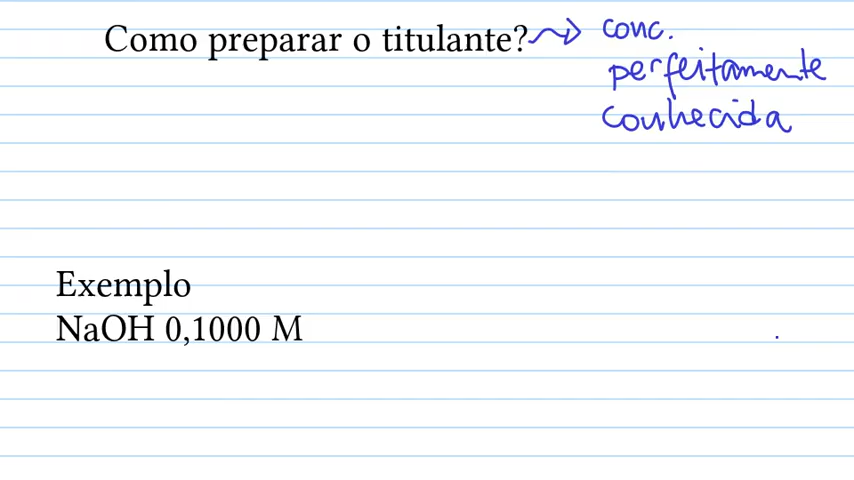 Como preparar o titulante? conc.
perfeitamente
conhecida
Exemplo
NaOH 0,1000 M